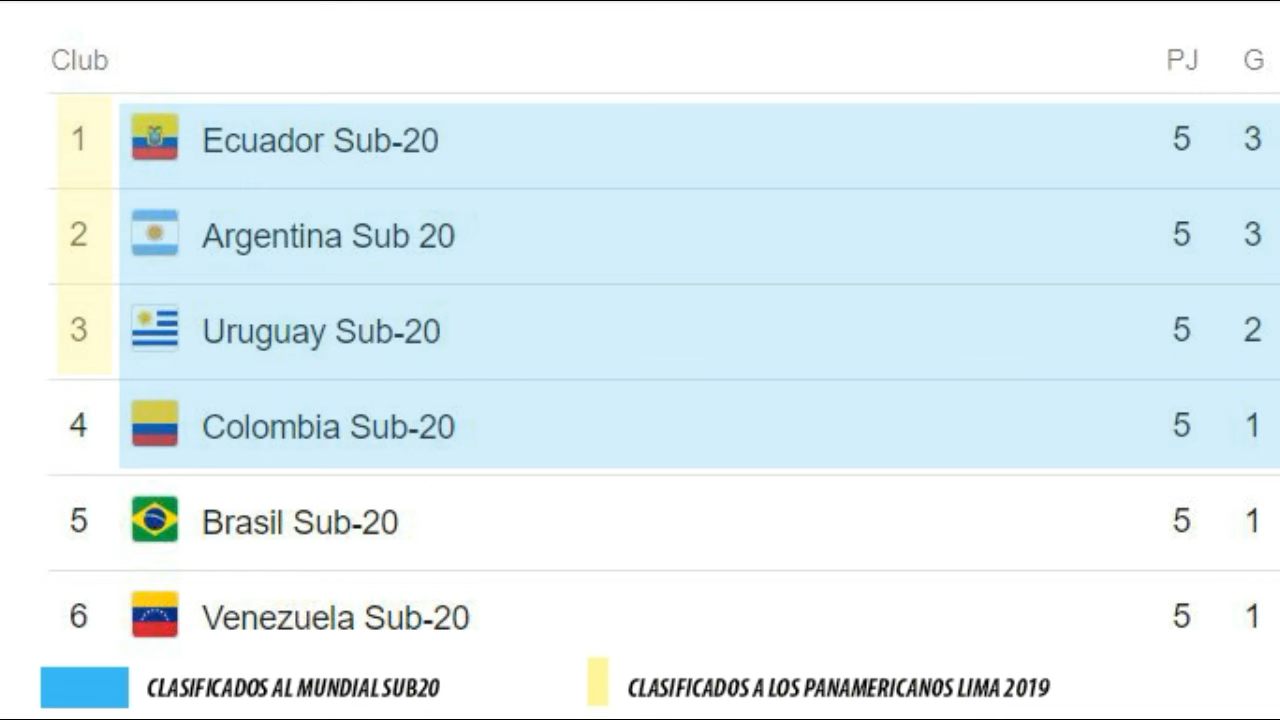 Club PJ G
1 Ecuador Sub-20 5 3
2 Argentina Sub 20 5 3
3 Uruguay Sub-20 5 2
4 Colombia Sub-20 5 1
5 Brasil Sub-20 5 1
6 Venezuela Sub-20 5 1
CLASIFICADOS AL MUNDIAL SUB20 CLASIFICADOS A LOS PANAMERICANOS LIMA 2019